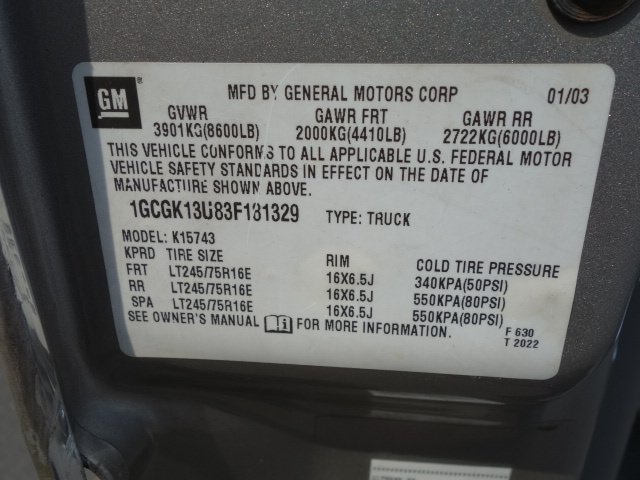 GM ®
MFD BY GENERAL MOTORS CORP 01/03
GVWR GAWR FRT GAWR RR
3901KG(8600LB) 2000KG(4410LB) 2722KG(6000LB)
THIS VEHICLE CONFORMS TO ALL APPLICABLE U.S. FEDERAL MOTOR
VEHICLE SAFETY STANDARDS IN EFFECT ON THE DATE OF
MANUFACTURE SHOWN ABOVE.
1GCGK13U83F131329 TYPE: TRUCK
MODEL: K15743
KPRD TIRE SIZE RIM COLD TIRE PRESSURE
FRT LT245/75R16E 16X6.5J 340KPA(50PSI)
RR LT245/75R16E 16X6.5J 550KPA(80PSI)
SPA LT245/75R16E 16X6.5J 550KPA(80PSI)
SEE OWNER'S MANUAL FOR MORE INFORMATION.
F 630
T 2022